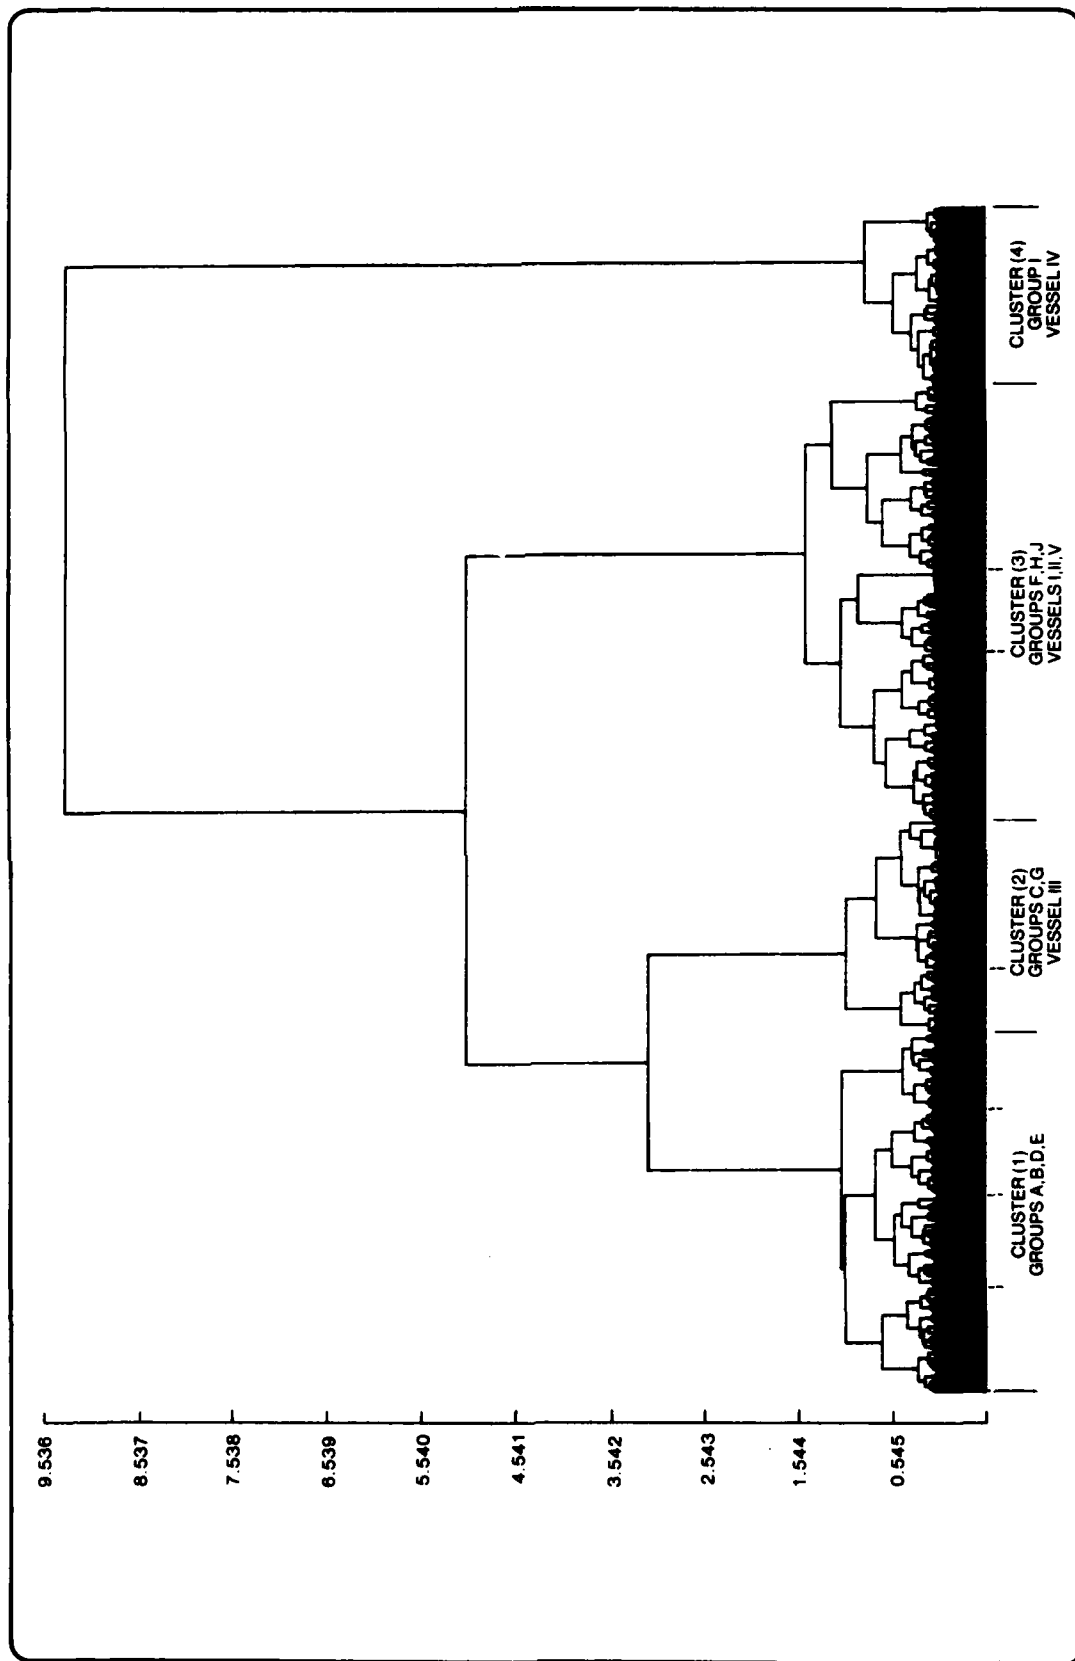 9.536
8.537
7.538
6.539
5.540
4.541
3.542
2.543
1.544
0.545
CLUSTER (1)
GROUPS A,B,D,E
CLUSTER (2)
GROUPS C,G
VESSEL III
CLUSTER (3)
GROUPS F,H,J
VESSELS I,II,V
CLUSTER (4)
GROUP I
VESSEL IV